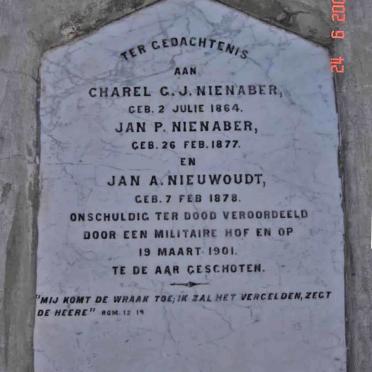 TER GEDACHTENIS
AAN
CHAREL G. J. NIENABER,
GEB. 2 JULIE 1864.
JAN P. NIENABER,
GEB. 26 FEB. 1877.
EN
JAN A. NIEUWOUDT,
GEB. 7 FEB 1878.
ONSCHULDIG TER DOOD VEROORDEELD
DOOR EEN MILITAIRE HOF EN OP
19 MAART 1901.
TE DE AAR GESCHOTEN.
"MIJ KOMT DE WRAAK TOE; IK ZAL HET VERGELDEN, ZEGT
DE HEERE" ROM. 12 19
24 6 200